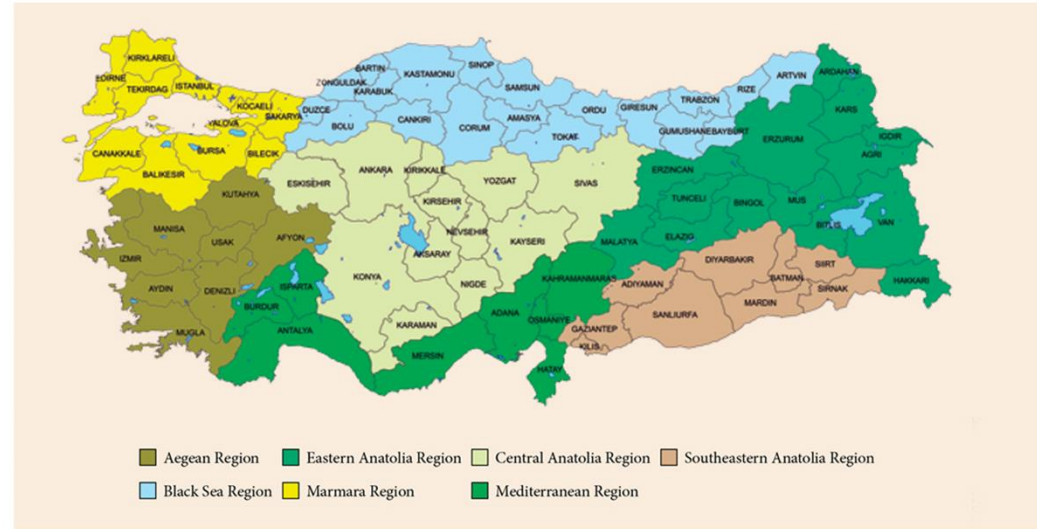 KIRKLARELI
EDIRNE
TEKIRDAG
ISTANBUL
KOCAELI
YALOVA
SAKARYA
CANAKKALE
BURSA
BILECIK
BALIKESIR
BARTIN
ZONGULDAK
KARABUK
KASTAMONU
SINOP
SAMSUN
DUZCE
BOLU
CANKIRI
CORUM
AMASYA
TOKAT
ORDU
GIRESUN
TRABZON
RIZE
ARTVIN
GUMUSHANE
BAYBURT
ARDAHAN
KARS
IGDIR
AGRI
ERZURUM
ERZINCAN
TUNCELI
BINGOL
MUS
BITLIS
VAN
ELAZIG
MALATYA
HAKKARI
ESKISEHIR
ANKARA
KIRIKKALE
YOZGAT
SIVAS
KIRSEHIR
NEVSEHIR
KAYSERI
AKSARAY
KONYA
NIGDE
KARAMAN
KUTAHYA
MANISA
USAK
AFYON
IZMIR
AYDIN
DENIZLI
MUGLA
ISPARTA
BURDUR
ANTALYA
MERSIN
ADANA
OSMANIYE
KAHRAMANMARAS
HATAY
ADIYAMAN
DIYARBAKIR
BATMAN
SIIRT
SIRNAK
MARDIN
SANLIURFA
GAZIANTEP
KILIS
Aegean Region
Eastern Anatolia Region
Central Anatolia Region
Southeastern Anatolia Region
Black Sea Region
Marmara Region
Mediterranean Region